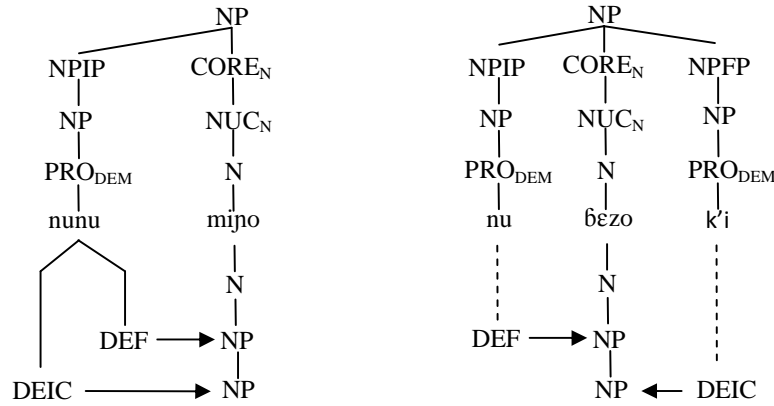 NP NP
NPIP CORE_N NPIP CORE_N NPFP
NP NUC_N NP NUC_N NP
PRO_DEM N PRO_DEM N PRO_DEM
nunu miɲo nu ɓɛzo k'i
N N
DEF NP DEF NP
DEIC NP NP DEIC